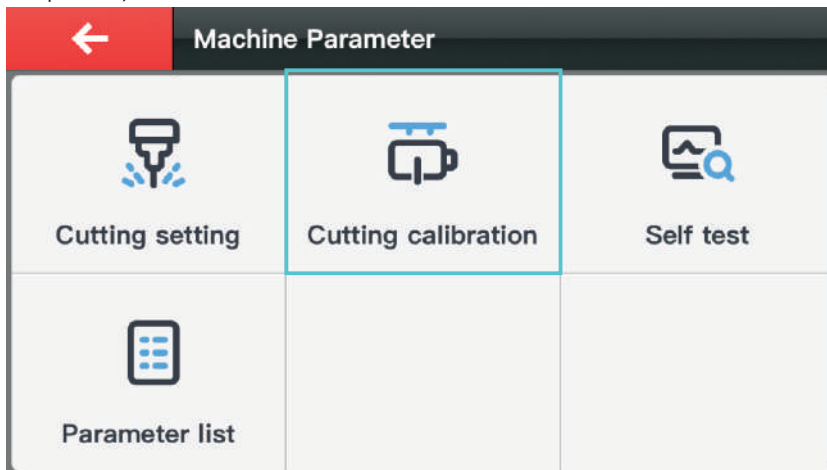 Machine Parameter
Cutting setting
Cutting calibration
Self test
Parameter list